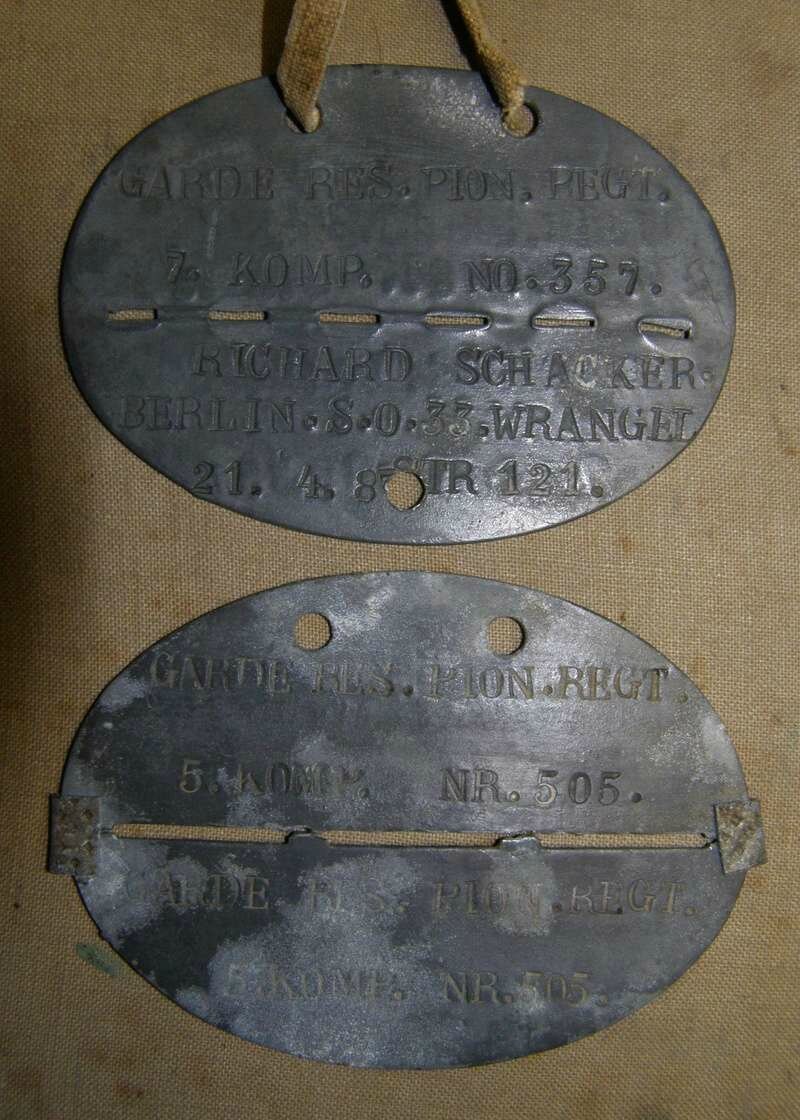 GARDE RES. PION. REGT.
7. KOMP. NO. 357.
RICHARD SCHACKER.
BERLIN. S. O. 33. WRANGEL
21. 4. 8 STR 121.
GARDE RES. PION. REGT.
5. KOMP. NR. 505.
GARDE RES. PION. REGT.
5. KOMP. NR. 505.